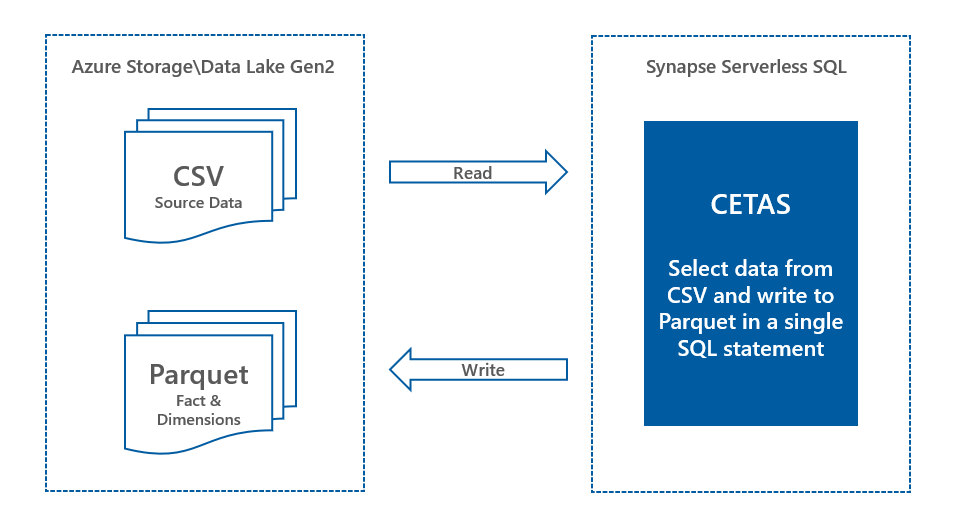 Azure Storage\Data Lake Gen2
CSV
Source Data
Parquet
Fact &
Dimensions
Read
Write
Synapse Serverless SQL
CETAS
Select data from
CSV and write to
Parquet in a single
SQL statement